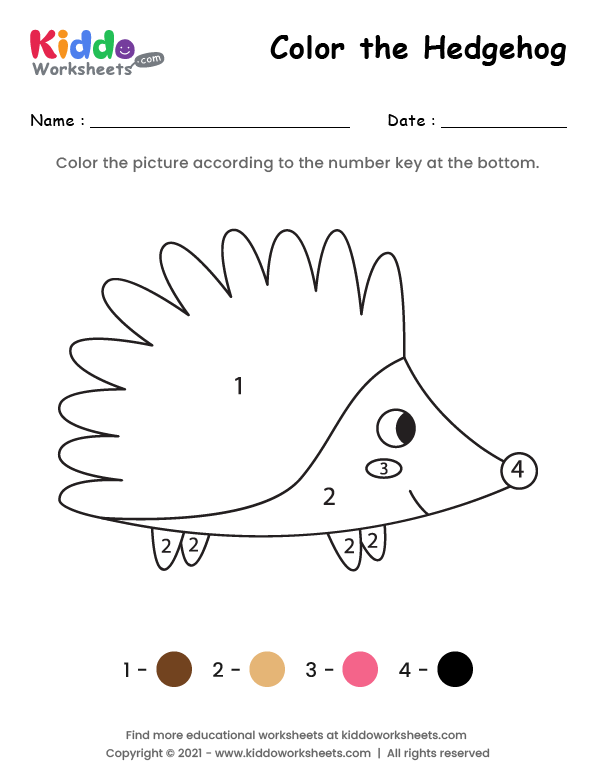 Kiddo
Worksheets.com
Color the Hedgehog
Name :
Date :
Color the picture according to the number key at the bottom.
1
3
4
2
2 2
2 2
1 - 2 - 3 - 4 -
Find more educational worksheets at kiddoworksheets.com
Copyright © 2021 - www.kiddoworksheets.com | All rights reserved